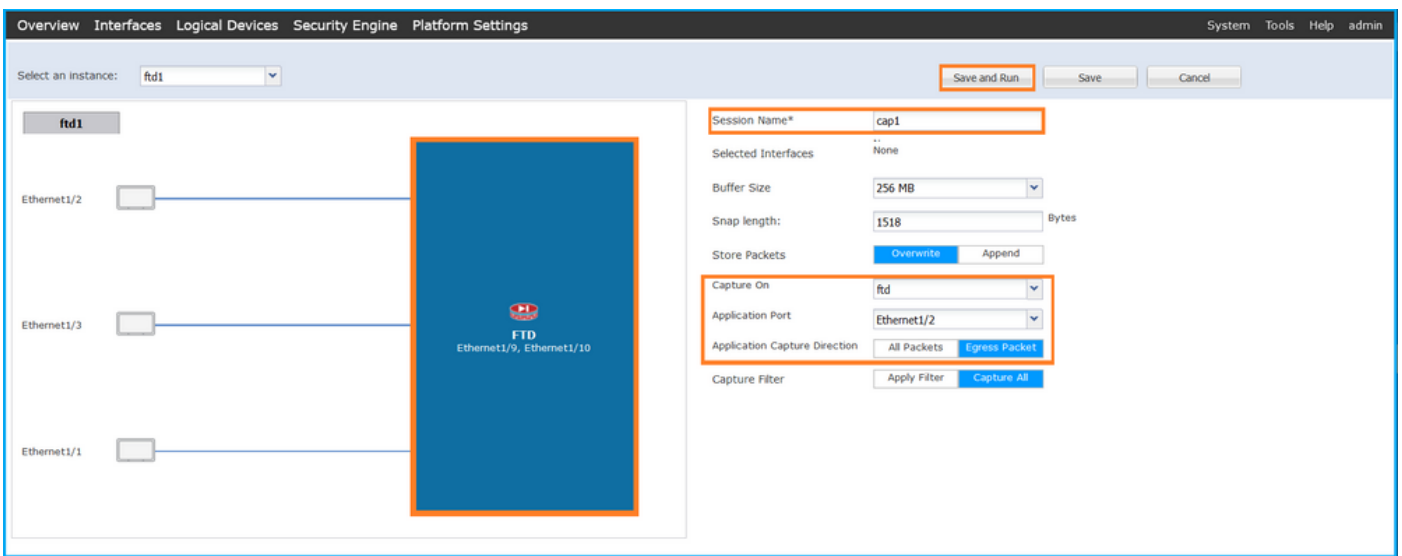 Overview Interfaces Logical Devices Security Engine Platform Settings System Tools Help admin
Select an instance: ftd1 Save and Run Save Cancel
ftd1
Ethernet1/2
Ethernet1/3
Ethernet1/1
FTD
Ethernet1/9, Ethernet1/10
Session Name* cap1
Selected Interfaces None
Buffer Size 256 MB
Snap length: 1518 Bytes
Store Packets Overwrite Append
Capture On ftd
Application Port Ethernet1/2
Application Capture Direction All Packets Egress Packet
Capture Filter Apply Filter Capture All